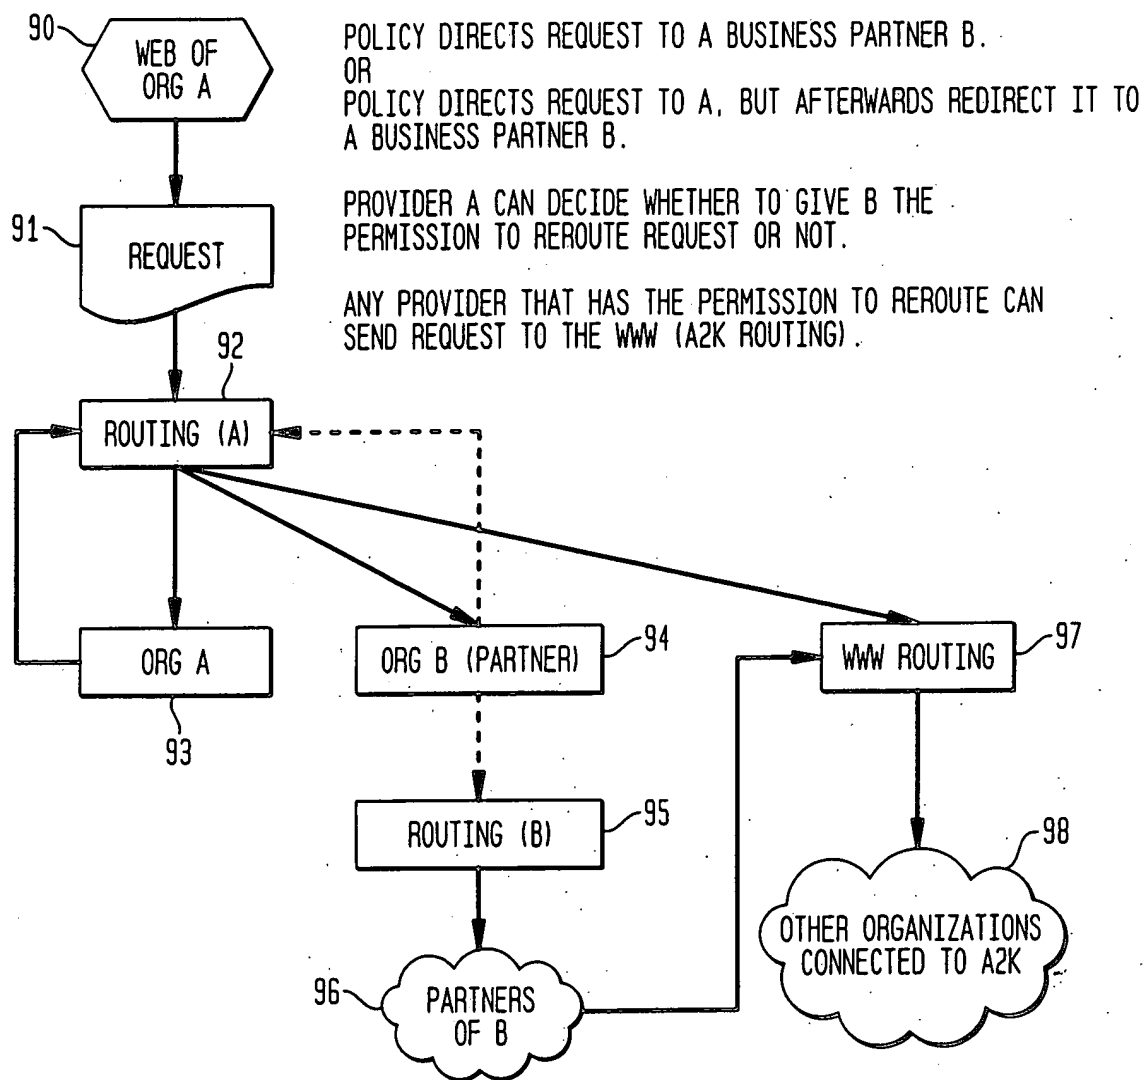 90
WEB OF
ORG A
POLICY DIRECTS REQUEST TO A BUSINESS PARTNER B.
OR
POLICY DIRECTS REQUEST TO A, BUT AFTERWARDS REDIRECT IT TO
A BUSINESS PARTNER B.
PROVIDER A CAN DECIDE WHETHER TO GIVE B THE
PERMISSION TO REROUTE REQUEST OR NOT.
ANY PROVIDER THAT HAS THE PERMISSION TO REROUTE CAN
SEND REQUEST TO THE WWW (A2K ROUTING).
91
REQUEST
92
ROUTING (A)
ORG A
93
ORG B (PARTNER)
94
WWW ROUTING
97
ROUTING (B)
95
98
OTHER ORGANIZATIONS
CONNECTED TO A2K
96
PARTNERS
OF B